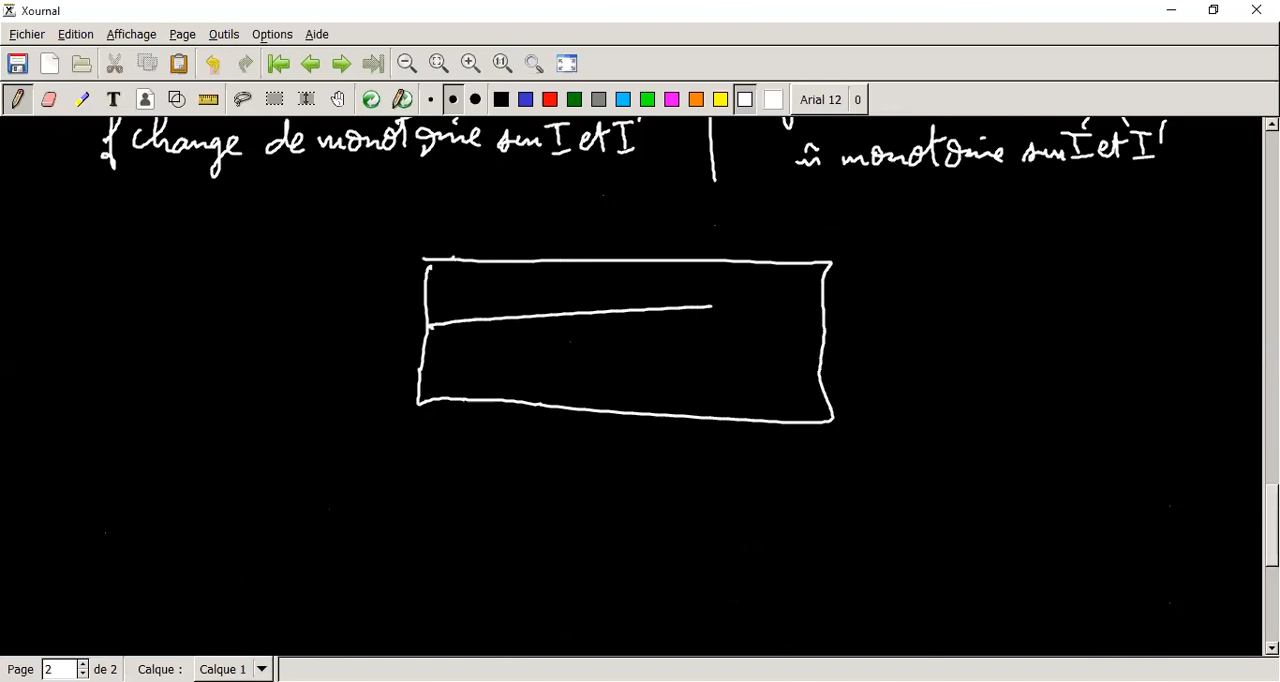 Xournal
Fichier Edition Affichage Page Outils Options Aide
Arial 12 0
f change de monotonie sur I et I'
m̂ monotonie sur I et I'
Page 2 de 2 Calque : Calque 1